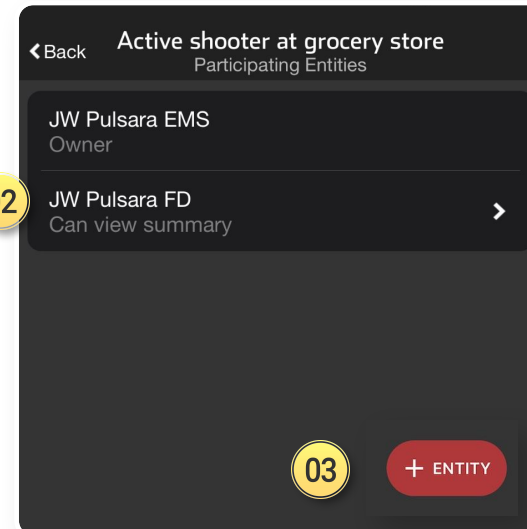 Back
Active shooter at grocery store
Participating Entities
JW Pulsara EMS
Owner
2
JW Pulsara FD
Can view summary
03
+ ENTITY